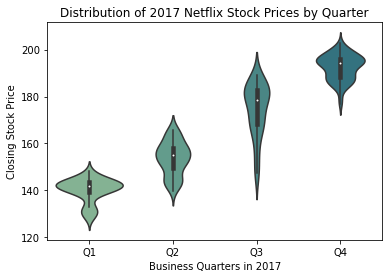 Distribution of 2017 Netflix Stock Prices by Quarter
Closing Stock Price
200
180
160
140
120
Q1 Q2 Q3 Q4
Business Quarters in 2017